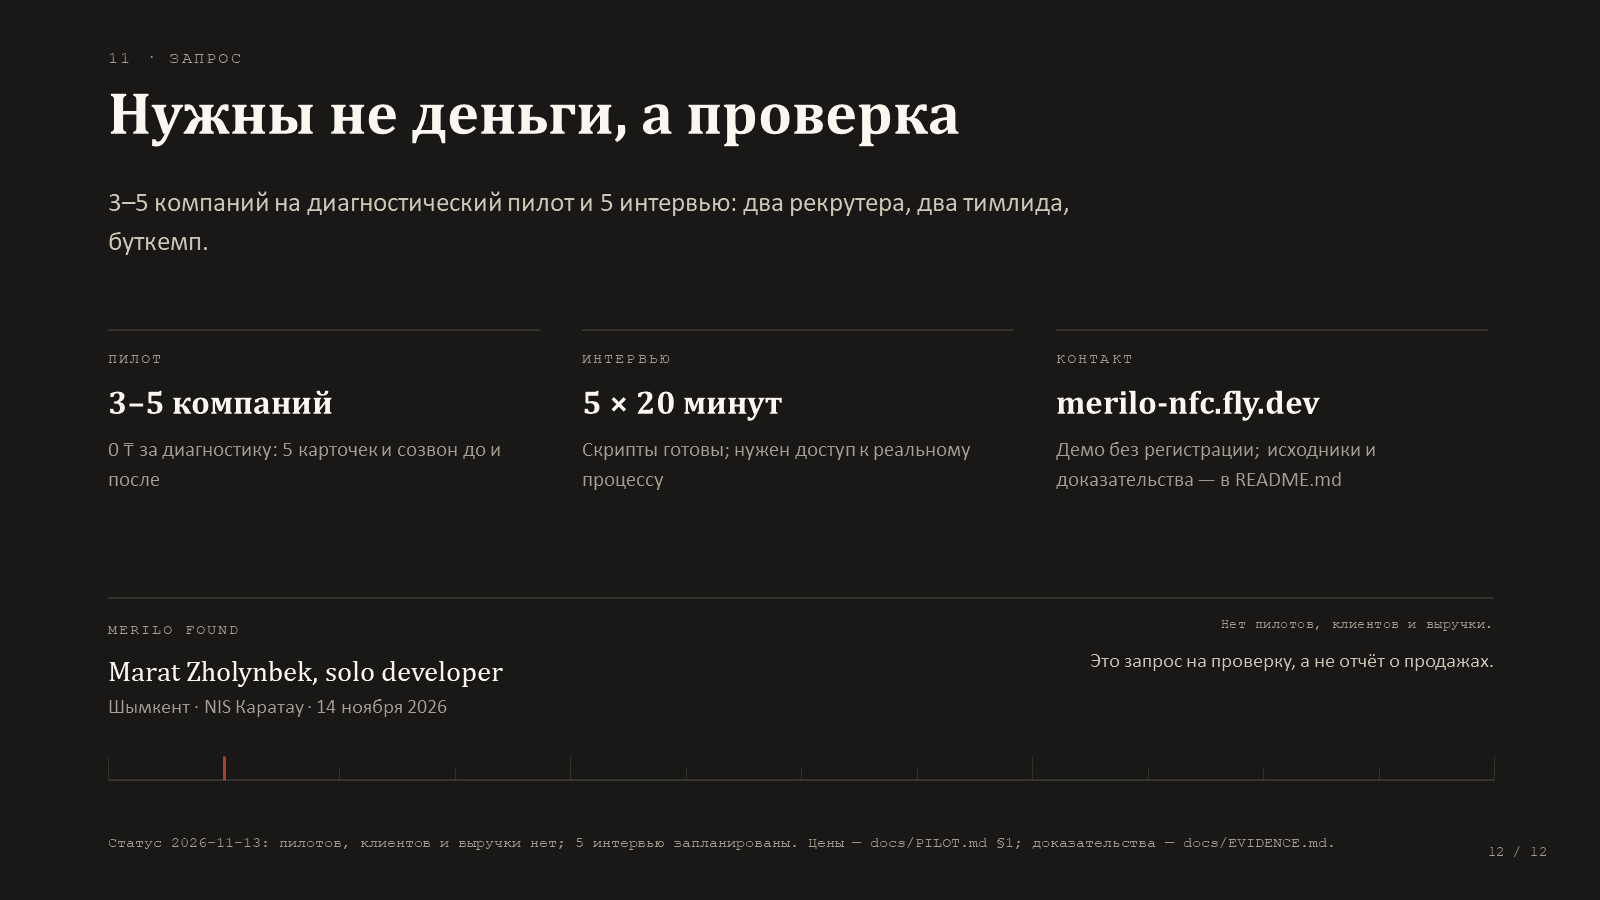 11 · ЗАПРОС
Нужны не деньги, а проверка
3–5 компаний на диагностический пилот и 5 интервью: два рекрутера, два тимлида,
буткемп.
ПИЛОТ
3–5 компаний
0 ₸ за диагностику: 5 карточек и созвон до и
после
ИНТЕРВЬЮ
5 × 20 минут
Скрипты готовы; нужен доступ к реальному
процессу
КОНТАКТ
merilo-nfc.fly.dev
Демо без регистрации; исходники и
доказательства — в README.md
MERILO FOUND
Marat Zholynbek, solo developer
Шымкент · NIS Каратау · 14 ноября 2026
Нет пилотов, клиентов и выручки.
Это запрос на проверку, а не отчёт о продажах.
Статус 2026-11-13: пилотов, клиентов и выручки нет; 5 интервью запланированы. Цены — docs/PILOT.md §1; доказательства — docs/EVIDENCE.md.
12 / 12